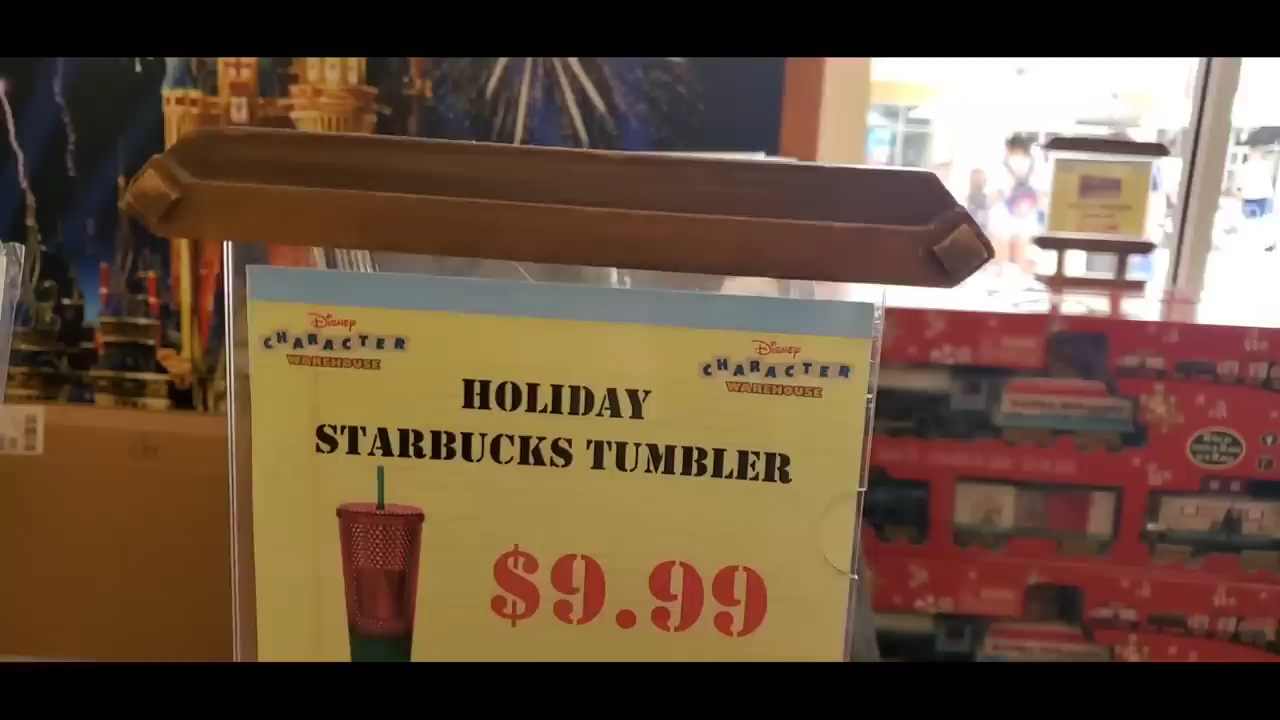 Disney
CHARACTER
WAREHOUSE
Disney
CHARACTER
WAREHOUSE
HOLIDAY
STARBUCKS TUMBLER
$9.99